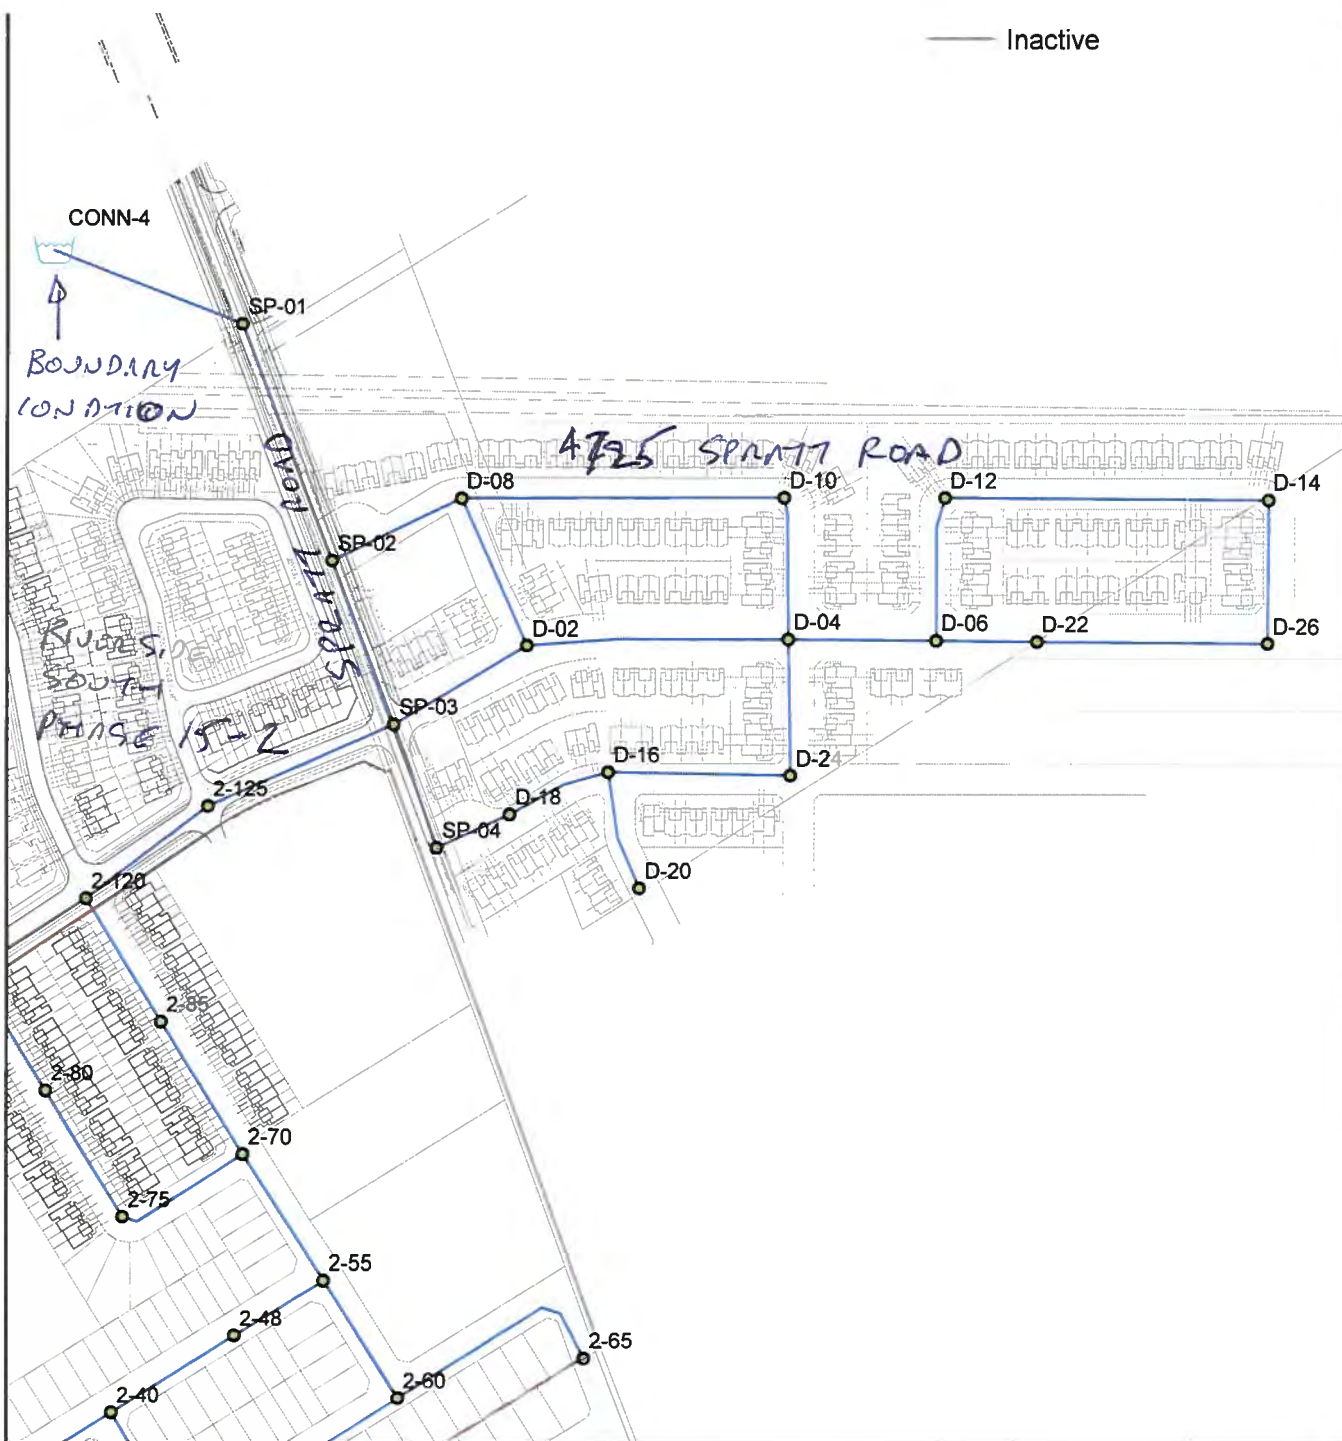 Inactive
CONN-4
SP-01
BOUNDARY
CONDITION
4725 SPRATT ROAD
D-08
D-10
D-12
D-14
SPRATT ROAD
SP-02
RIVERSIDE
SOUTH
PHASE 15-2
D-02
D-04
D-06
D-22
D-26
SP-03
D-16
D-24
2-125
D-18
SP-04
D-20
2-120
2-85
2-80
2-70
2-75
2-55
2-48
2-65
2-60
2-40